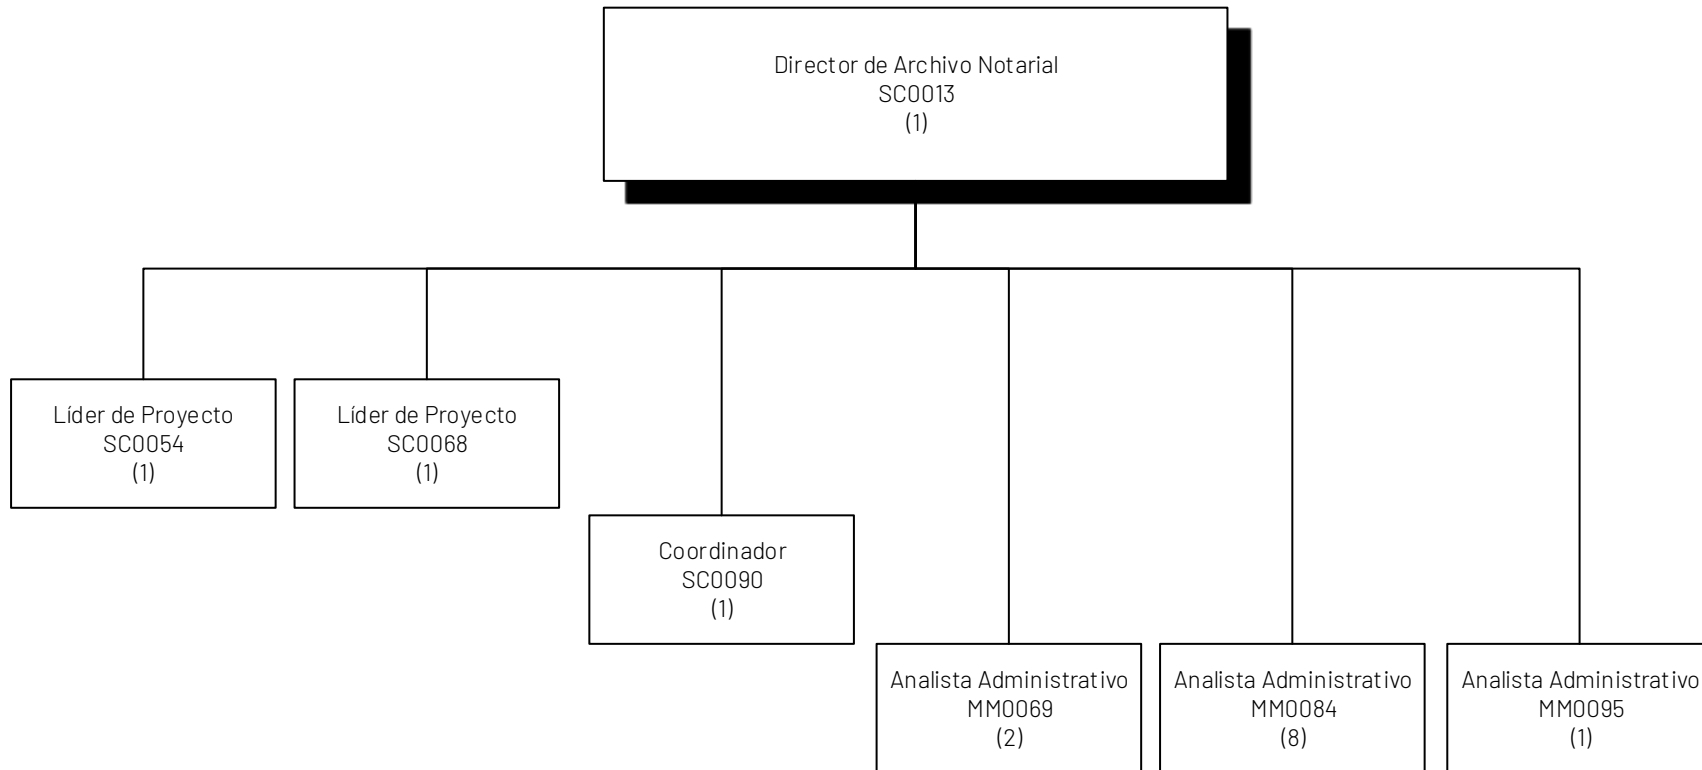 Director de Archivo Notarial
SC0013
(1)
Líder de Proyecto
SC0054
(1)
Líder de Proyecto
SC0068
(1)
Coordinador
SC0090
(1)
Analista Administrativo
MM0069
(2)
Analista Administrativo
MM0084
(8)
Analista Administrativo
MM0095
(1)